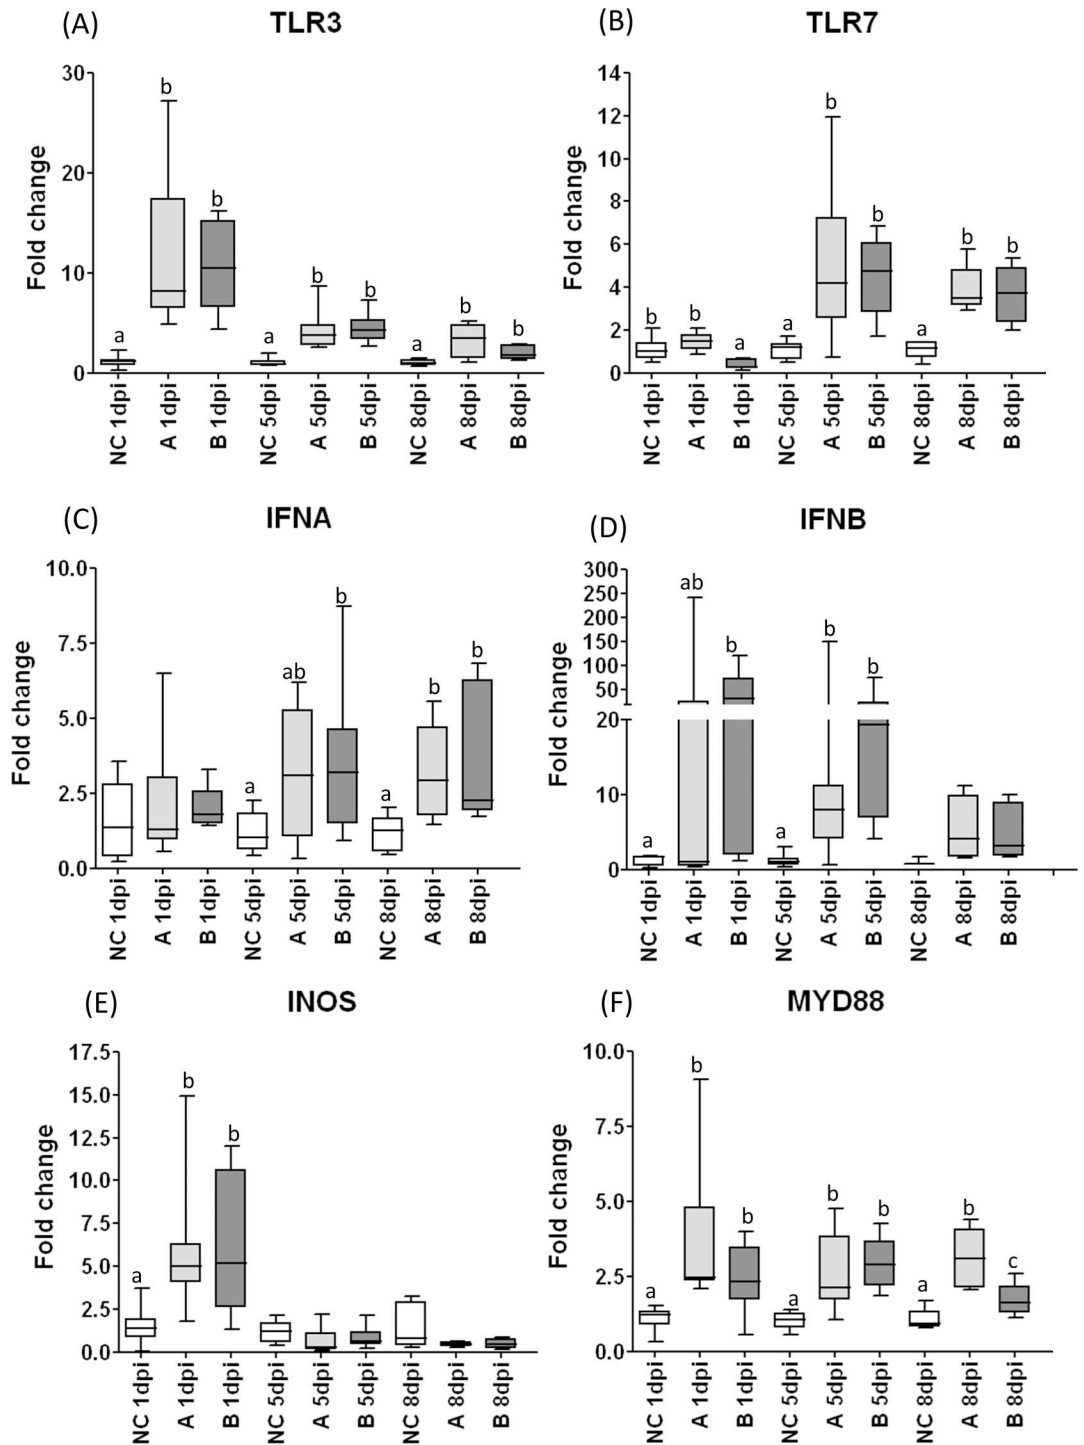 (A) TLR3
Fold change
30
20
10
0
a b b a b b a b b
NC 1dpi
A 1dpi
B 1dpi
NC 5dpi
A 5dpi
B 5dpi
NC 8dpi
A 8dpi
B 8dpi
(B) TLR7
Fold change
14
12
10
8
6
4
2
0
b b a a b b a b b
NC 1dpi
A 1dpi
B 1dpi
NC 5dpi
A 5dpi
B 5dpi
NC 8dpi
A 8dpi
B 8dpi
(C) IFNA
Fold change
10.0
7.5
5.0
2.5
0.0
a ab b a b b
NC 1dpi
A 1dpi
B 1dpi
NC 5dpi
A 5dpi
B 5dpi
NC 8dpi
A 8dpi
B 8dpi
(D) IFNB
Fold change
300
250
200
150
100
50
20
10
0
a ab b a b b
NC 1dpi
A 1dpi
B 1dpi
NC 5dpi
A 5dpi
B 5dpi
NC 8dpi
A 8dpi
B 8dpi
(E) INOS
Fold change
17.5
15.0
12.5
10.0
7.5
5.0
2.5
0.0
a b b
NC 1dpi
A 1dpi
B 1dpi
NC 5dpi
A 5dpi
B 5dpi
NC 8dpi
A 8dpi
B 8dpi
(F) MYD88
Fold change
10.0
7.5
5.0
2.5
0.0
a b b a b b a b c
NC 1dpi
A 1dpi
B 1dpi
NC 5dpi
A 5dpi
B 5dpi
NC 8dpi
A 8dpi
B 8dpi